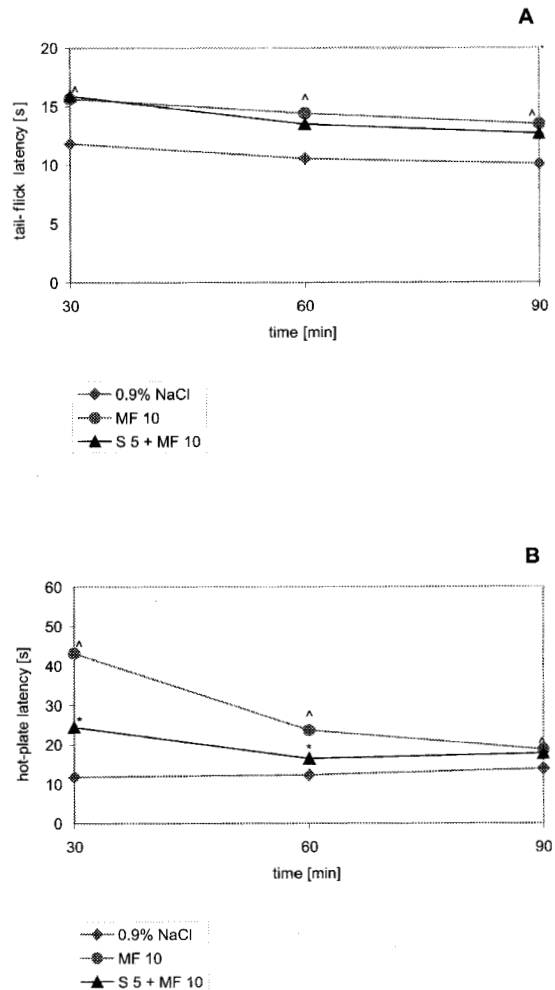 A
tail-flick latency [s]
20
15
10
5
0
^
^
^
30
60
90
time [min]
0.9% NaCl
MF 10
S 5 + MF 10
B
hot-plate latency [s]
60
50
40
30
20
10
0
^
^
^
*
*
30
60
90
time [min]
0.9% NaCl
MF 10
S 5 + MF 10